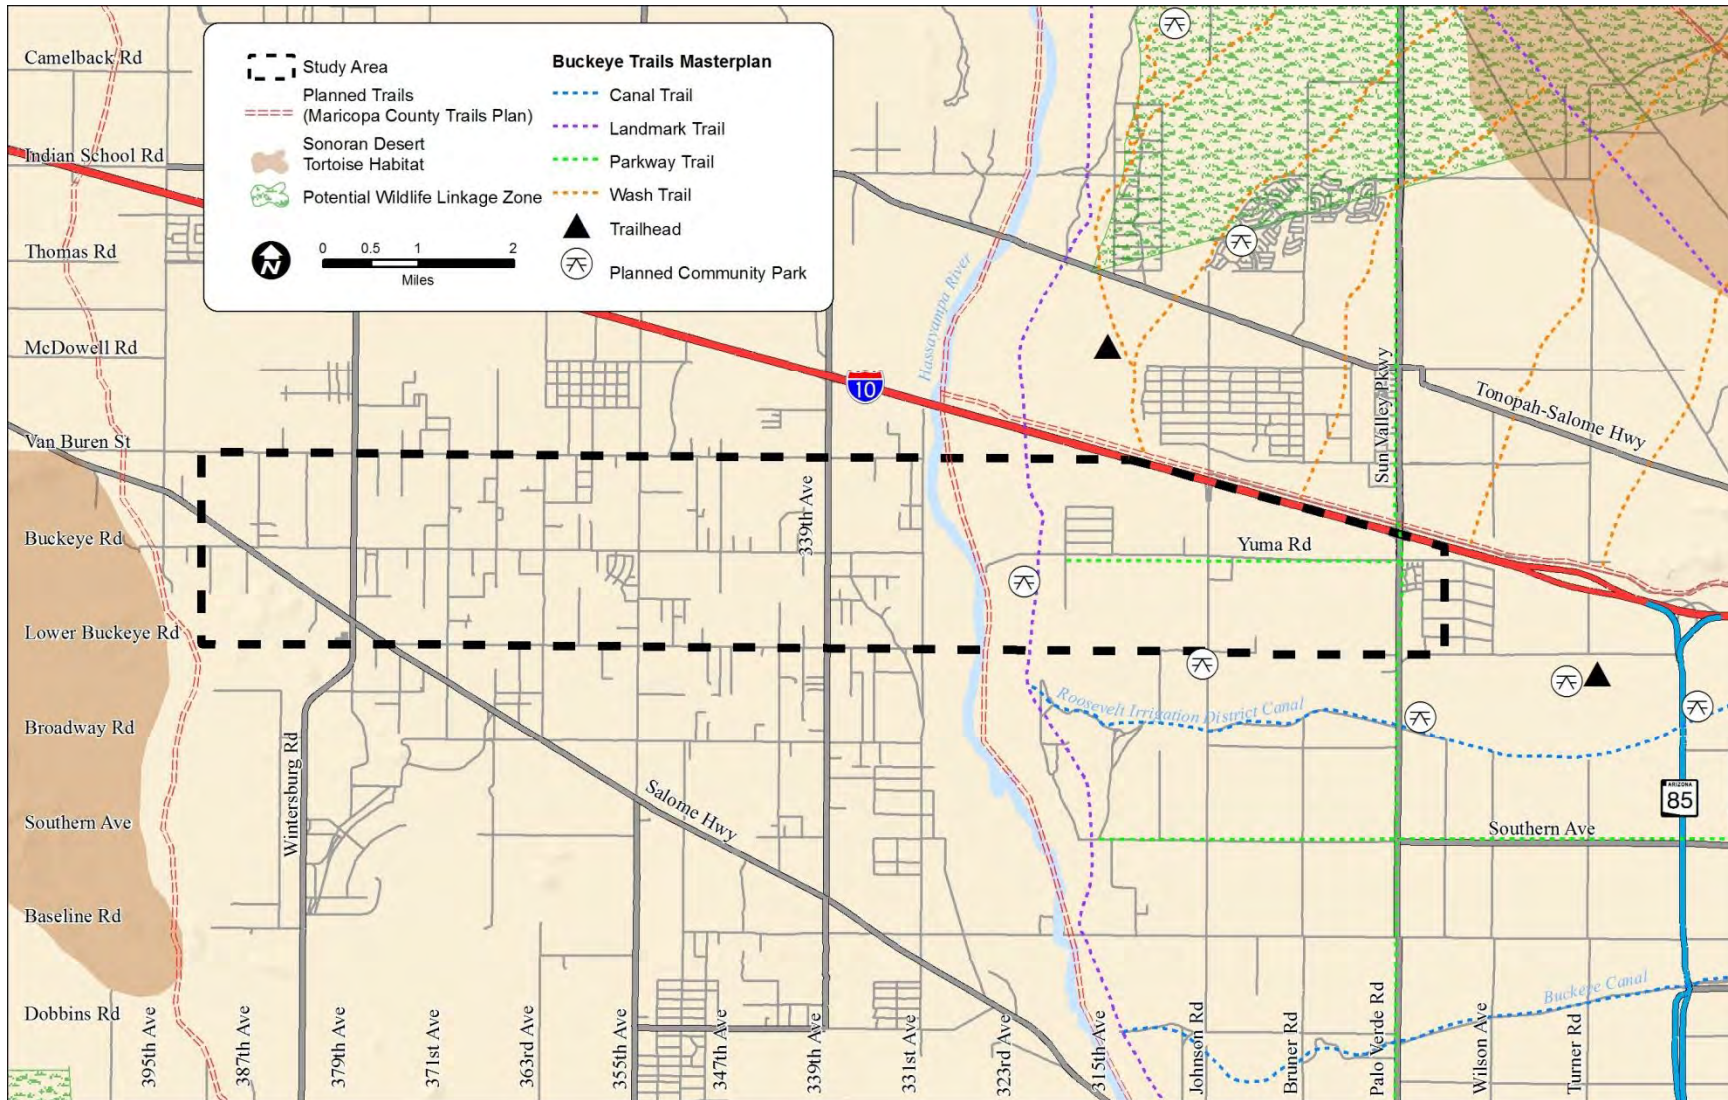 Camelback Rd
Indian School Rd
Thomas Rd
McDowell Rd
Van Buren St
Buckeye Rd
Lower Buckeye Rd
Broadway Rd
Southern Ave
Baseline Rd
Dobbins Rd
Study Area
Planned Trails
(Maricopa County Trails Plan)
Sonoran Desert
Tortoise Habitat
Potential Wildlife Linkage Zone
N
0 0.5 1 2
Miles
Buckeye Trails Masterplan
Canal Trail
Landmark Trail
Parkway Trail
Wash Trail
Trailhead
Planned Community Park
Hassayampa River
10
Sun Valley Pkwy
Tonopah-Salome Hwy
339th Ave
Yuma Rd
Roosevelt Irrigation District Canal
Wintersburg Rd
Salome Hwy
ARIZONA
85
Southern Ave
Buckeye Canal
395th Ave
387th Ave
379th Ave
371st Ave
363rd Ave
355th Ave
347th Ave
339th Ave
331st Ave
323rd Ave
315th Ave
Johnson Rd
Bruner Rd
Palo Verde Rd
Wilson Ave
Turner Rd